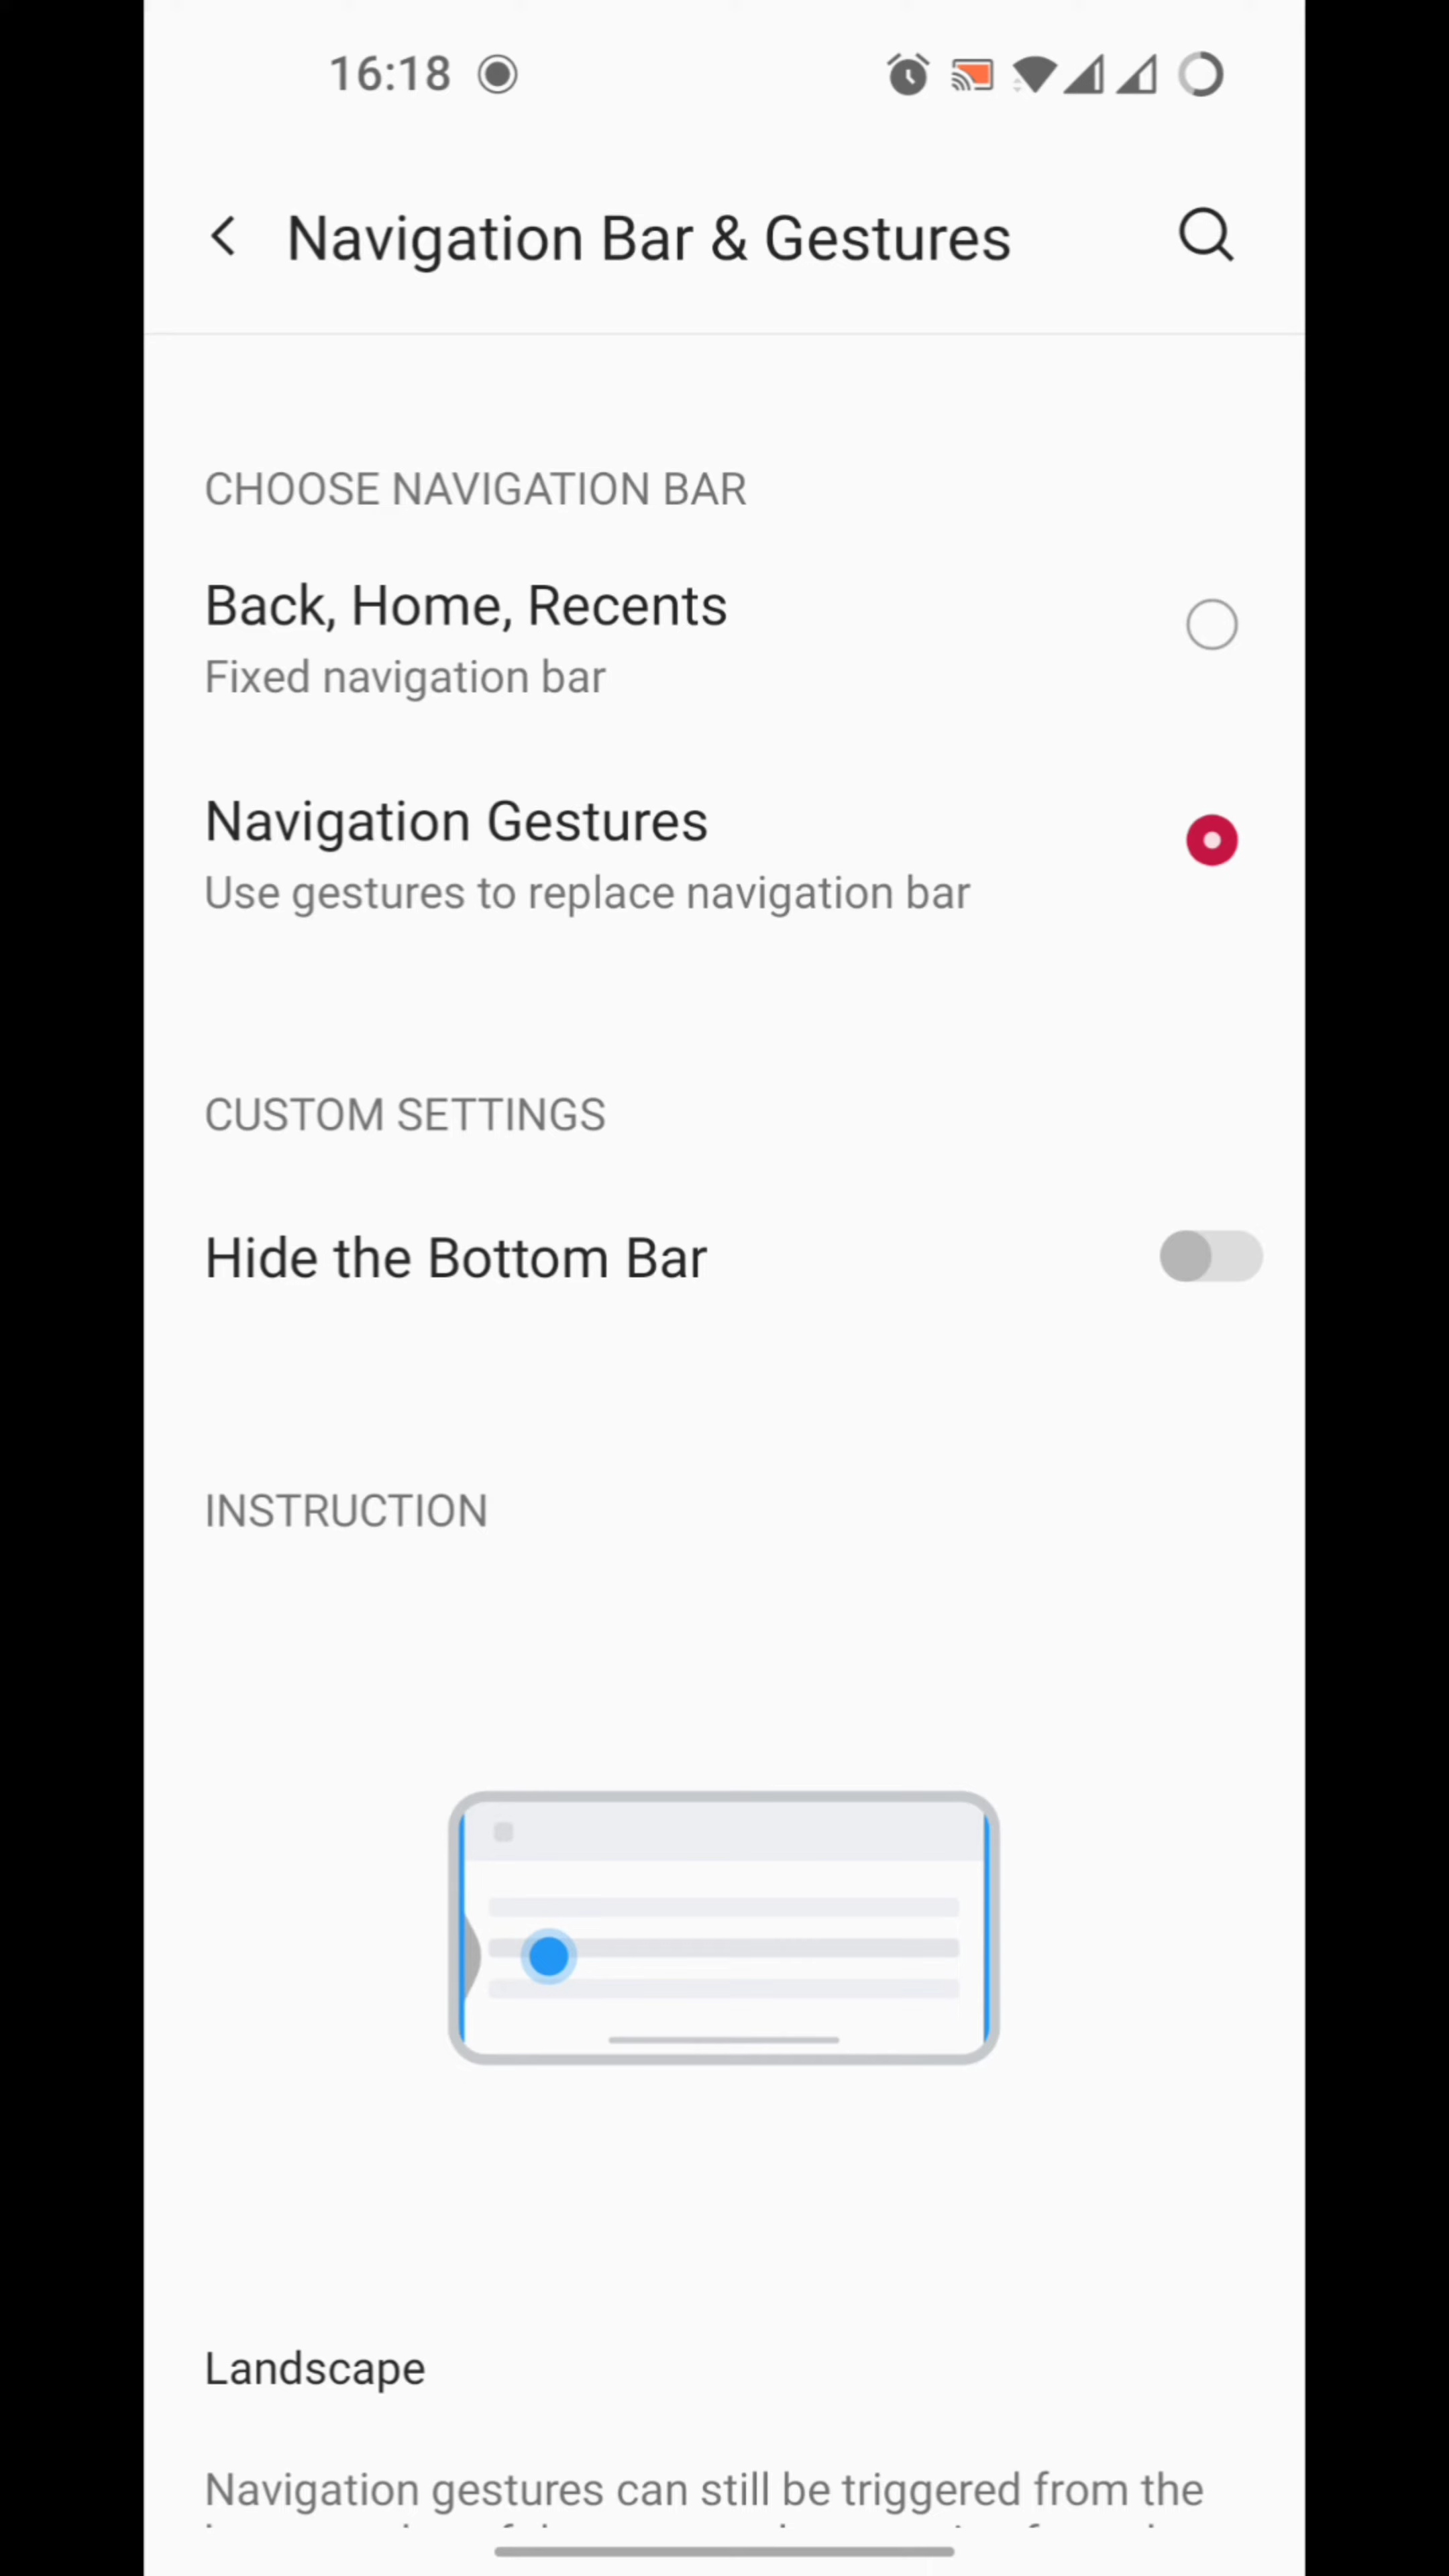 16:18
Navigation Bar & Gestures
CHOOSE NAVIGATION BAR
Back, Home, Recents
Fixed navigation bar
Navigation Gestures
Use gestures to replace navigation bar
CUSTOM SETTINGS
Hide the Bottom Bar
INSTRUCTION
Landscape
Navigation gestures can still be triggered from the